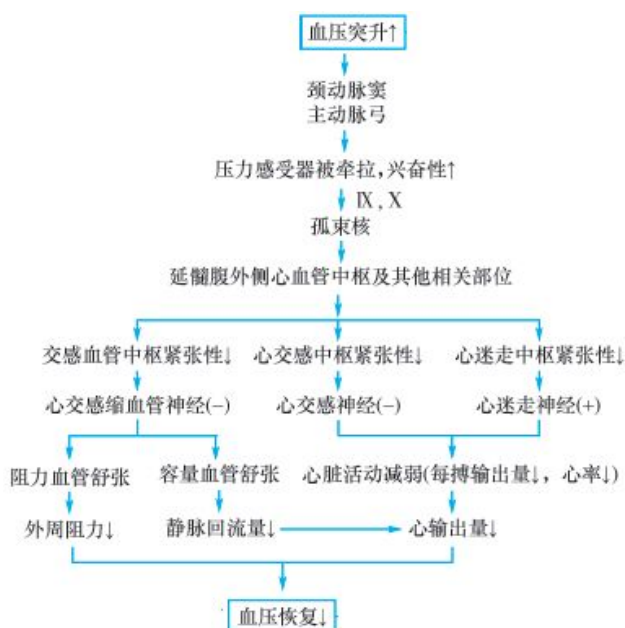 血压突升↑
颈动脉窦
主动脉弓
压力感受器被牵拉,兴奋性↑
Ⅸ,Ⅹ
孤束核
延髓腹外侧心血管中枢及其他相关部位
交感血管中枢紧张性↓ 心交感中枢紧张性↓ 心迷走中枢紧张性↓
心交感缩血管神经(-) 心交感神经(-) 心迷走神经(+)
阻力血管舒张 容量血管舒张 心脏活动减弱(每搏输出量↓,心率↓)
外周阻力↓ 静脉回流量↓ 心输出量↓
血压恢复↓